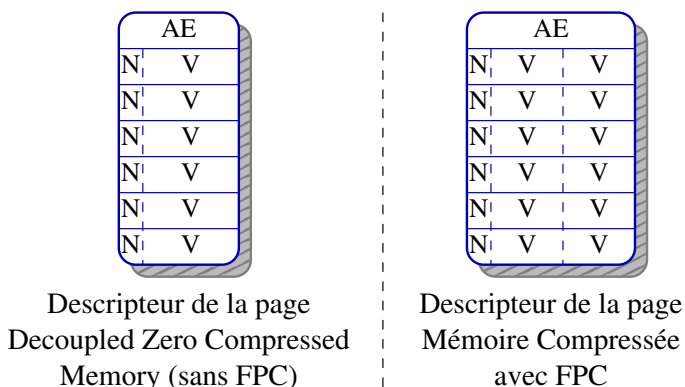 AE
N V
N V
N V
N V
N V
N V
Descripteur de la page
Decoupled Zero Compressed
Memory (sans FPC)
AE
N V V
N V V
N V V
N V V
N V V
N V V
Descripteur de la page
Mémoire Compressée
avec FPC